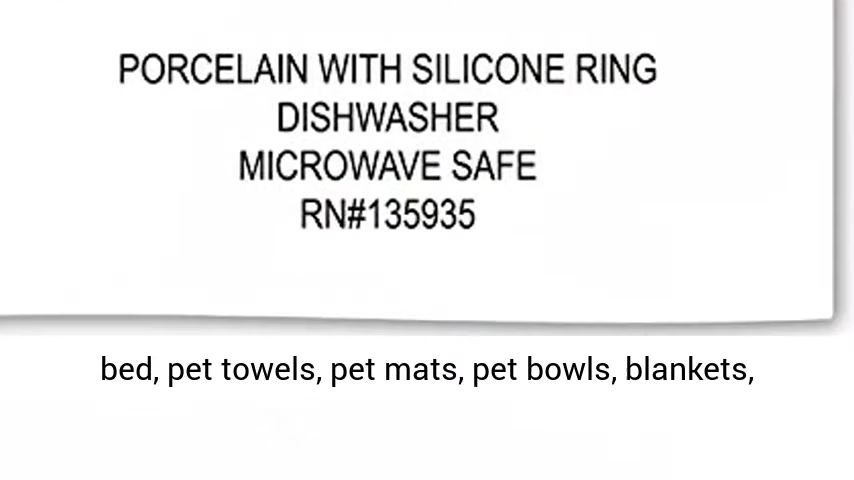 PORCELAIN WITH SILICONE RING
DISHWASHER
MICROWAVE SAFE
RN#135935
bed, pet towels, pet mats, pet bowls, blankets,